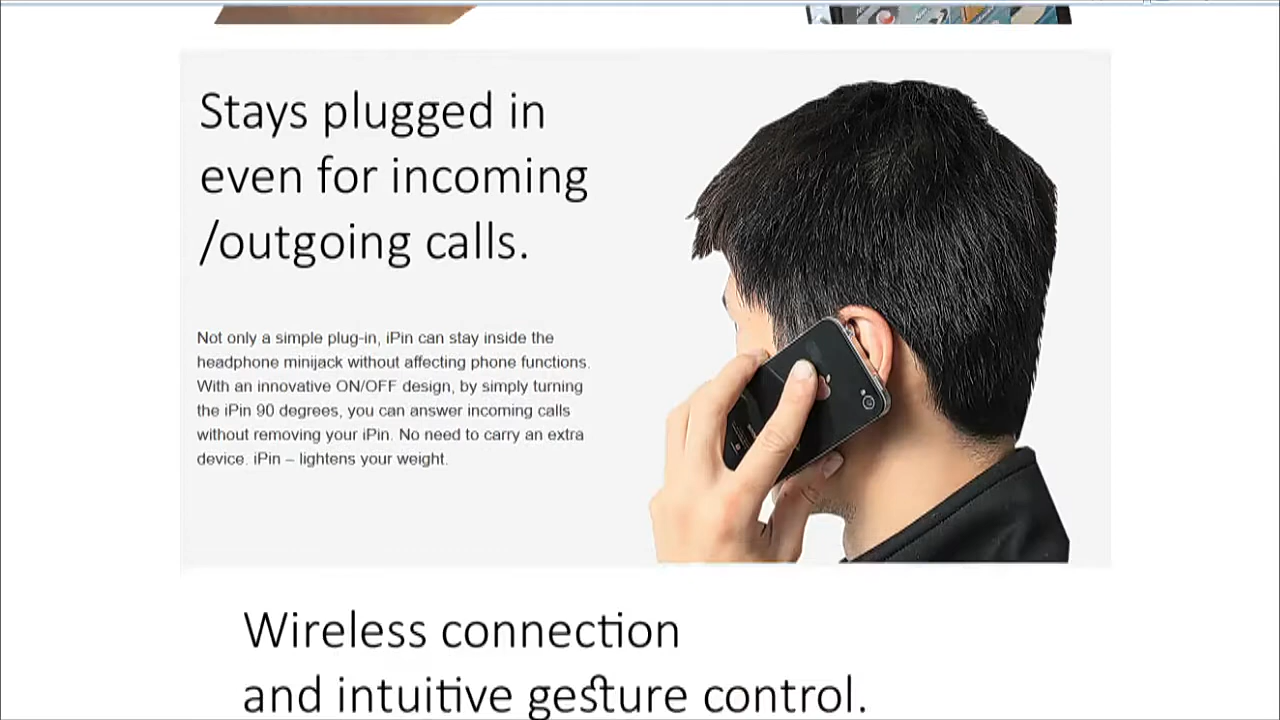 Stays plugged in
even for incoming
/outgoing calls.
Not only a simple plug-in, iPin can stay inside the
headphone minijack without affecting phone functions.
With an innovative ON/OFF design, by simply turning
the iPin 90 degrees, you can answer incoming calls
without removing your iPin. No need to carry an extra
device. iPin – lightens your weight.
Wireless connection
and intuitive gesture control.